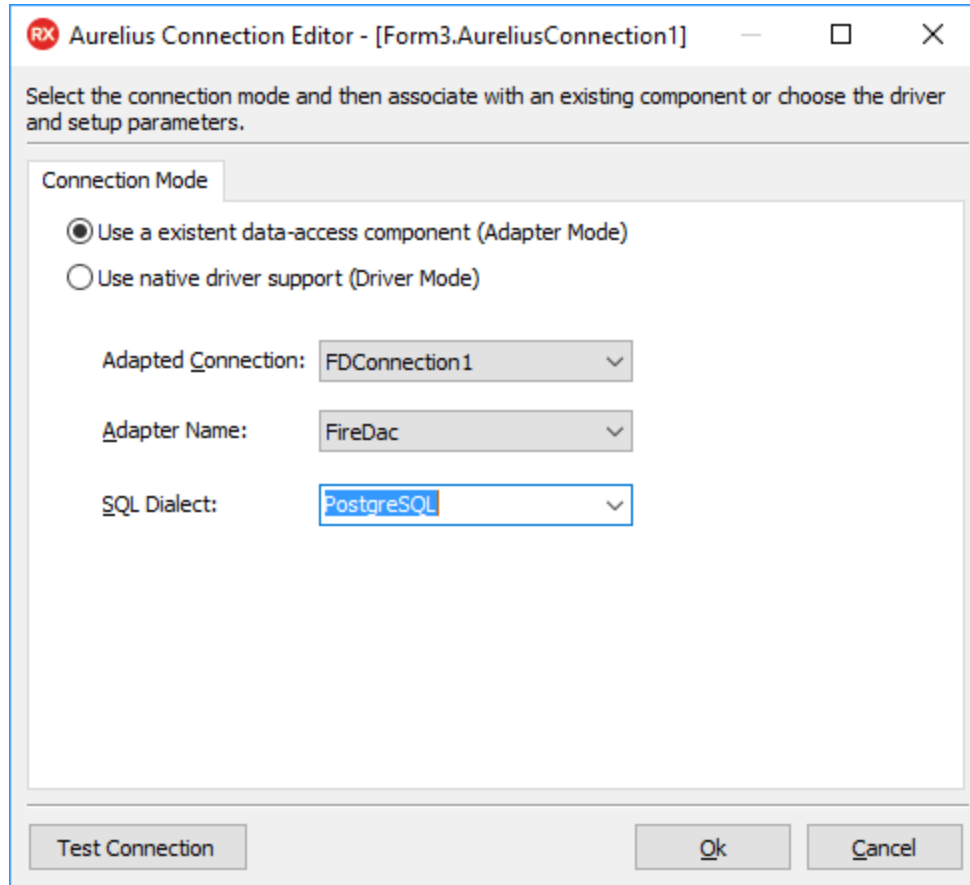 RX Aurelius Connection Editor - [Form3.AureliusConnection1]
Select the connection mode and then associate with an existing component or choose the driver
and setup parameters.
Connection Mode
Use a existent data-access component (Adapter Mode)
Use native driver support (Driver Mode)
Adapted Connection: FDConnection1
Adapter Name: FireDac
SQL Dialect: PostgreSQL
Test Connection Ok Cancel